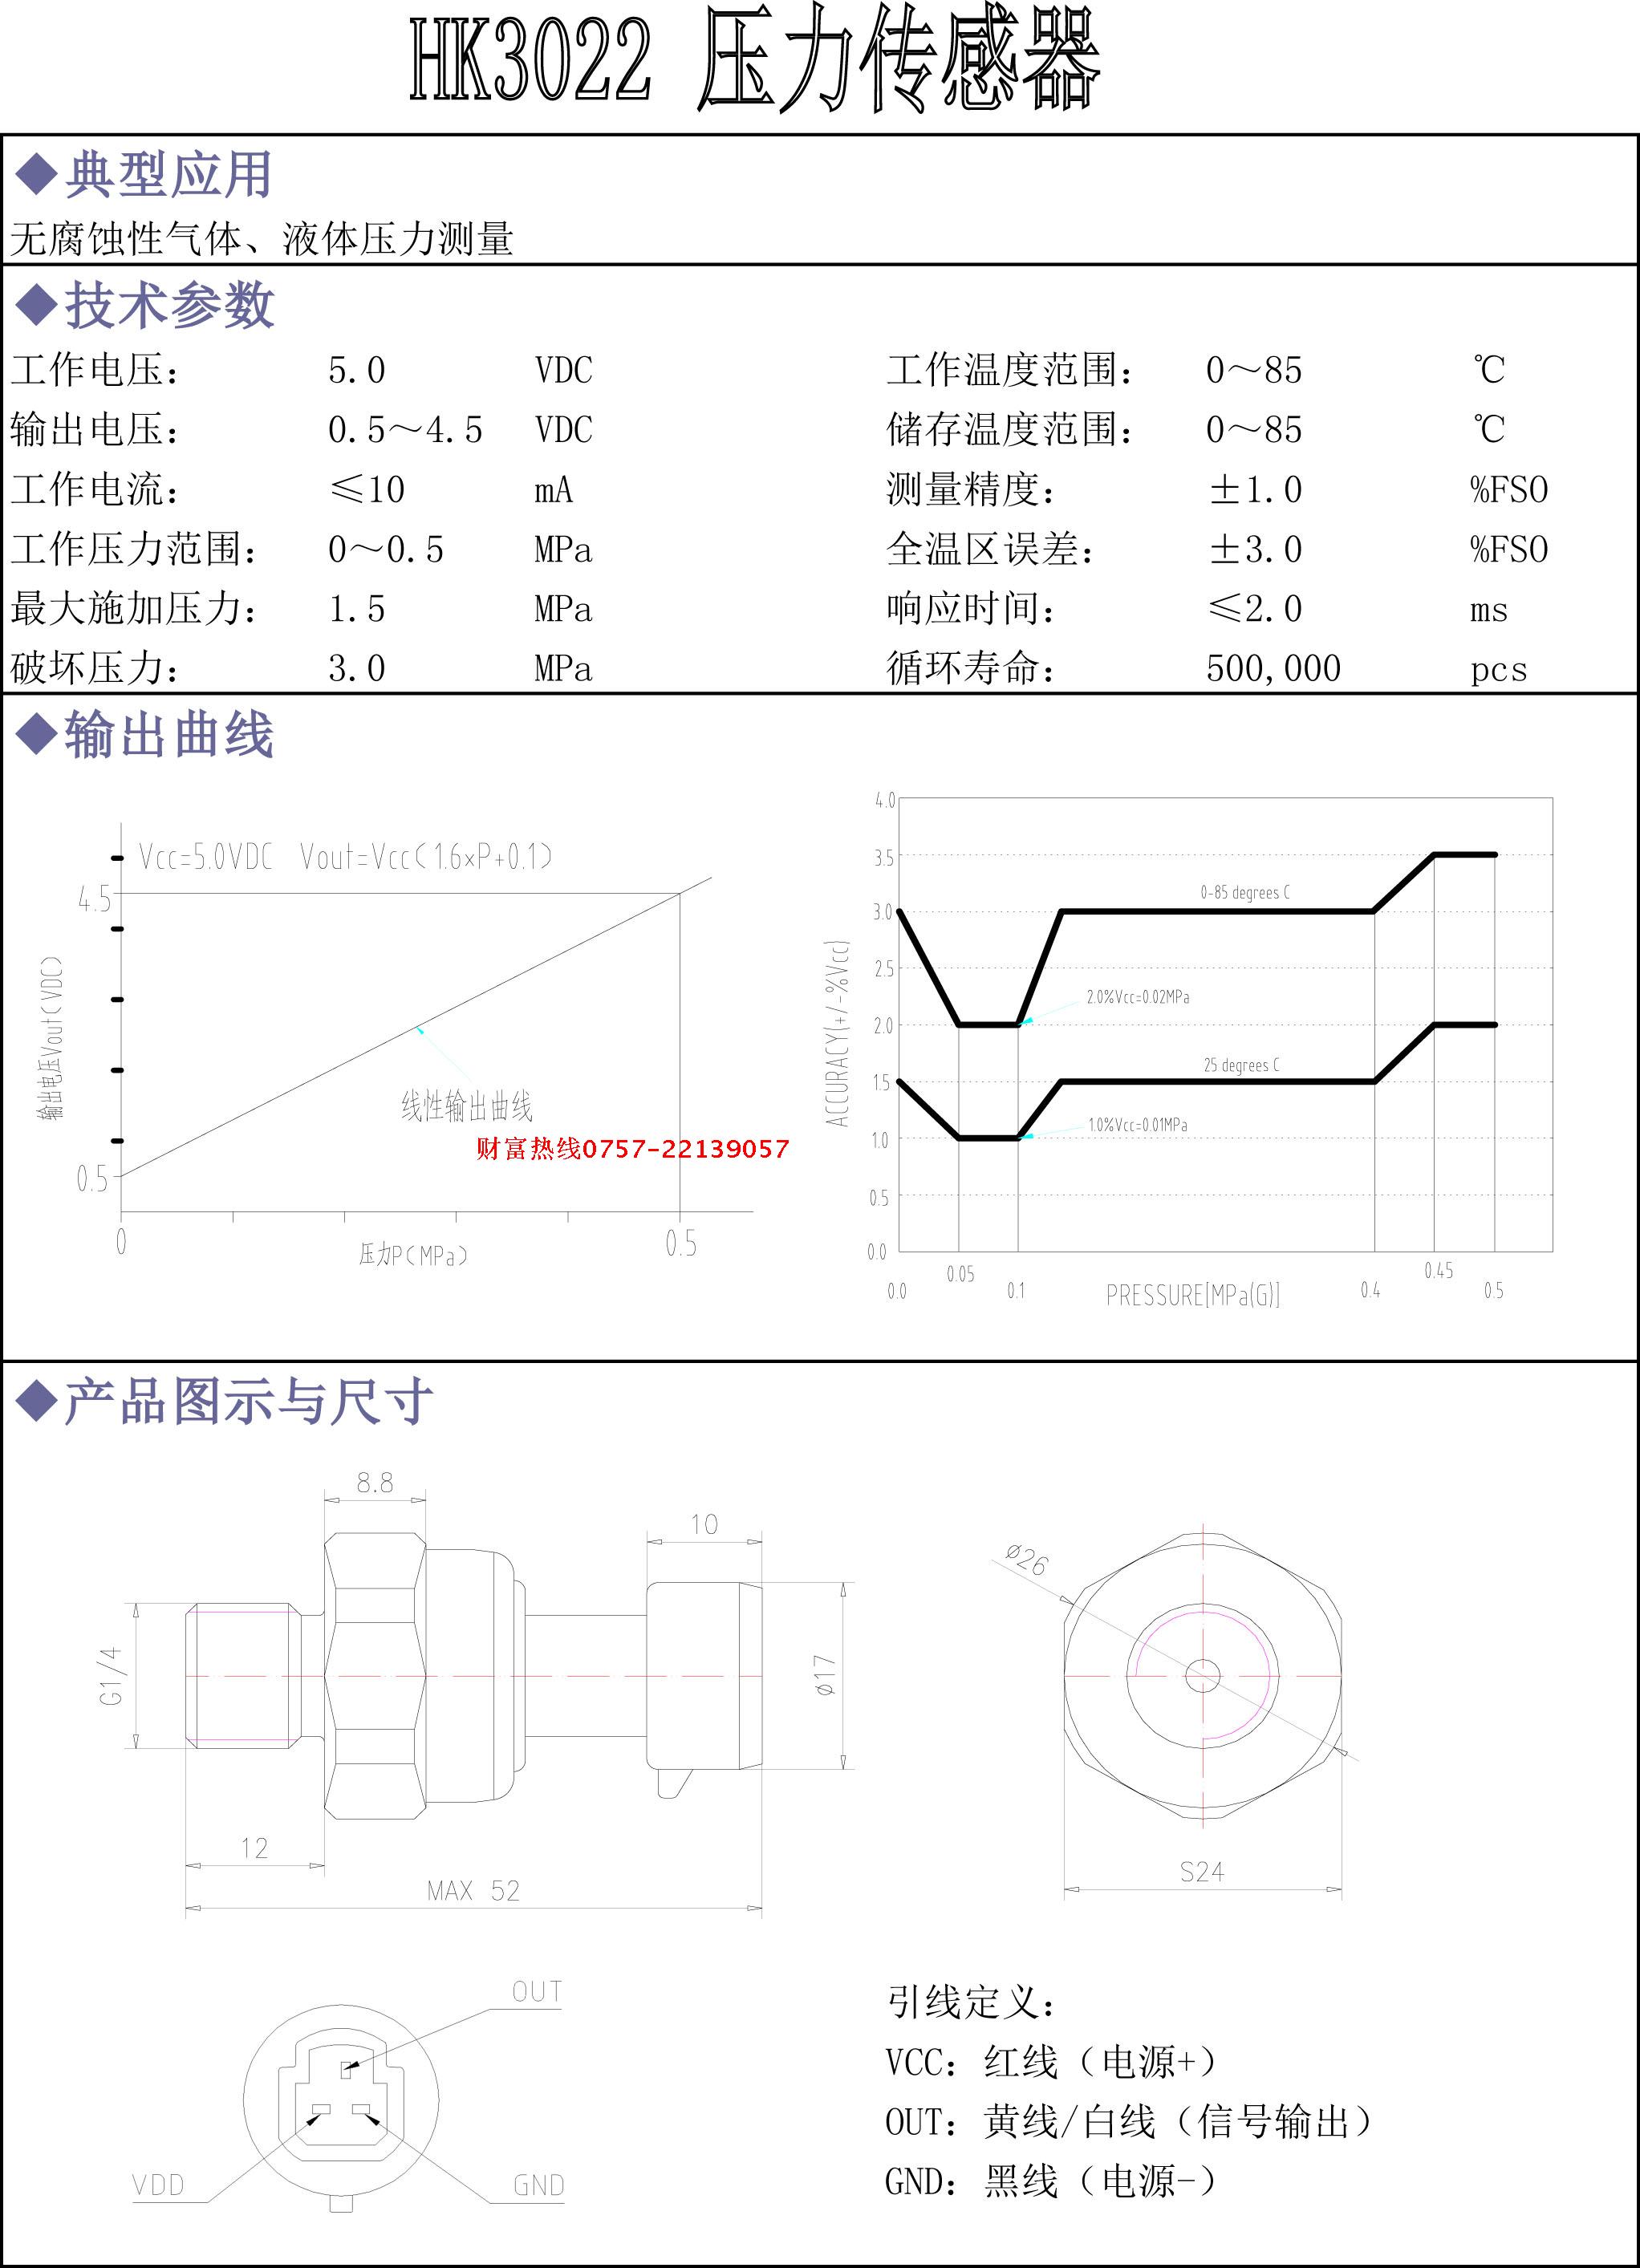 HK3022 压力传感器
◆典型应用
无腐蚀性气体、液体压力测量
◆技术参数
工作电压: 5.0 VDC 工作温度范围: 0～85 ℃
输出电压: 0.5～4.5 VDC 储存温度范围: 0～85 ℃
工作电流: ≤10 mA 测量精度: ±1.0 %FSO
工作压力范围: 0～0.5 MPa 全温区误差: ±3.0 %FSO
最大施加压力: 1.5 MPa 响应时间: ≤2.0 ms
破坏压力: 3.0 MPa 循环寿命: 500,000 pcs
◆输出曲线
Vcc=5.0VDC Vout=Vcc(1.6×P+0.1)
4.5
输出电压Vout(VDC)
线性输出曲线
财富热线0757-22139057
0.5
0
0.5
压力P(MPa)
4.0
3.5
3.0
2.5
2.0
1.5
1.0
0.5
0.0
ACCURACY(+/-%Vcc)
0-85 degrees C
2.0%Vcc=0.02MPa
25 degrees C
1.0%Vcc=0.01MPa
0.0
0.05
0.1
PRESSURE[MPa(G)]
0.4
0.45
0.5
◆产品图示与尺寸
8.8
10
G1/4
ø17
12
MAX 52
ø26
S24
OUT
VDD
GND
引线定义:
VCC: 红线（电源+）
OUT: 黄线/白线（信号输出）
GND: 黑线（电源-）